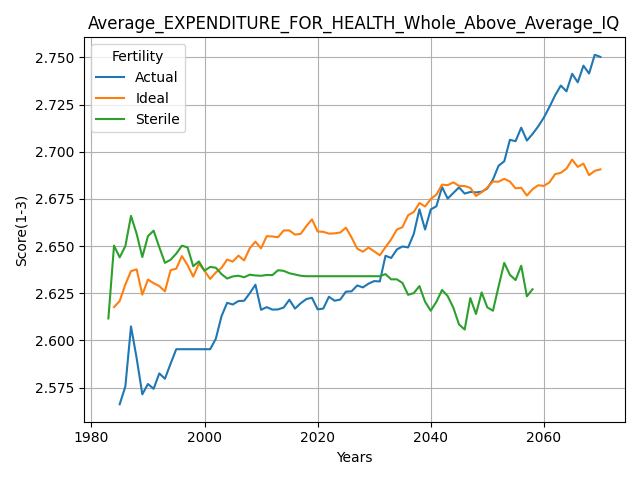 Average_EXPENDITURE_FOR_HEALTH_Whole_Above_Average_IQ
Fertility
Actual
Ideal
Sterile
Score(1-3)
2.750
2.725
2.700
2.675
2.650
2.625
2.600
2.575
1980 2000 2020 2040 2060
Years